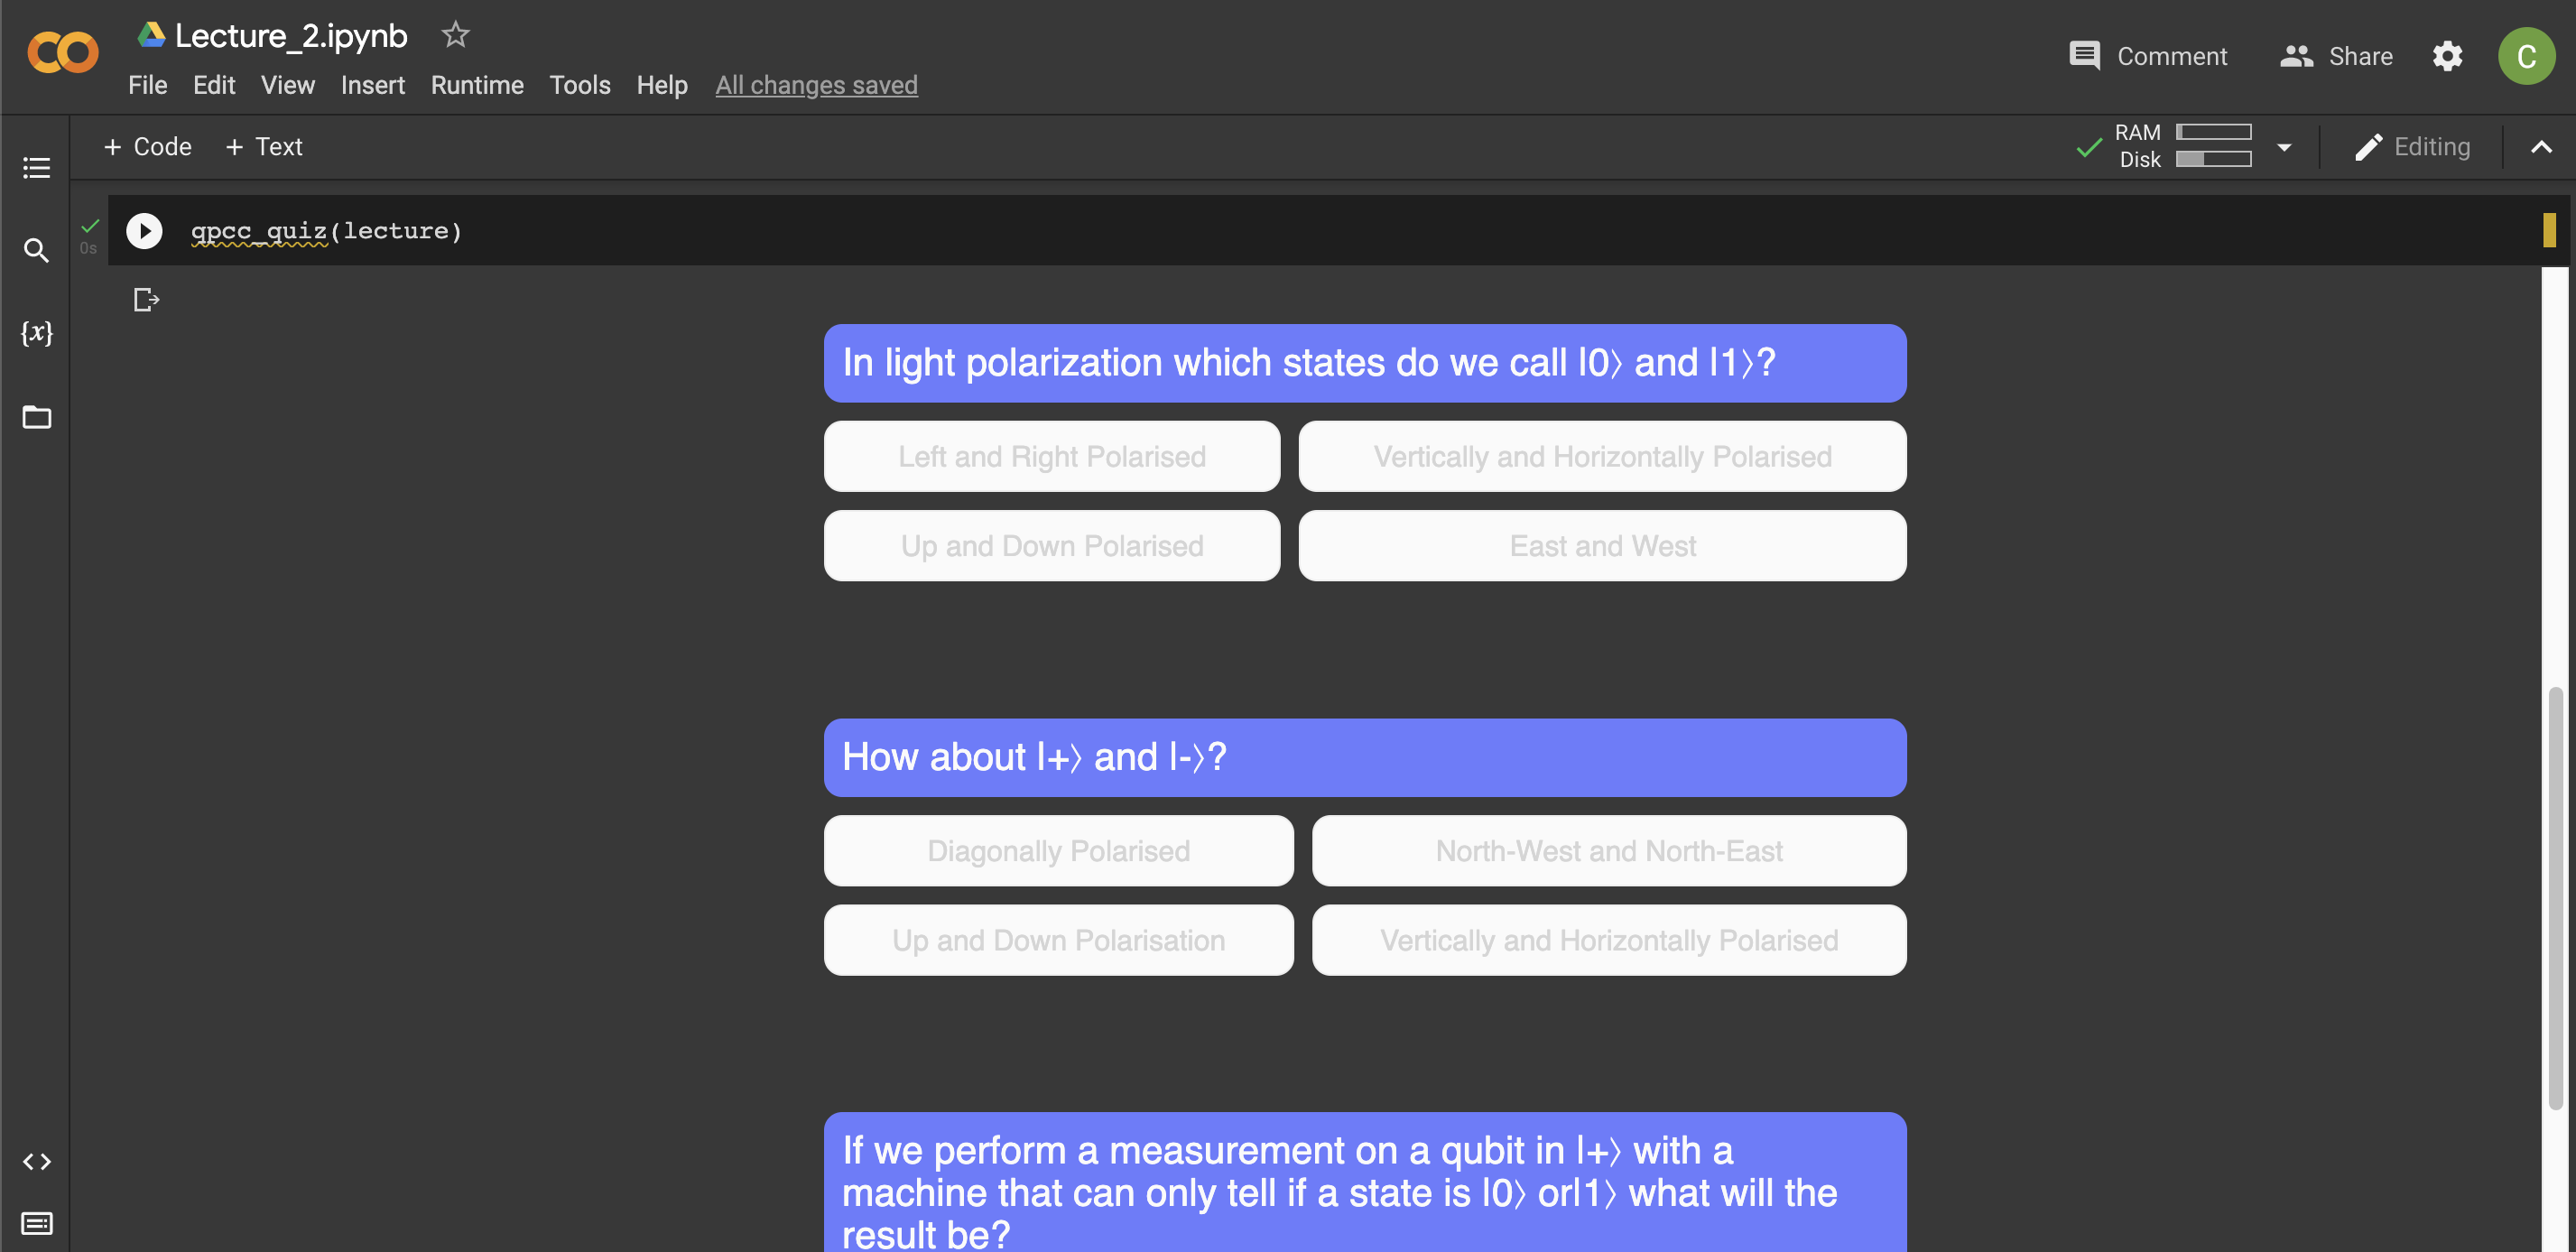 Lecture_2.ipynb
File Edit View Insert Runtime Tools Help All changes saved
Comment
Share
C
+ Code + Text
RAM
Disk
Editing
{x}
0s
qpcc_quiz(lecture)
In light polarization which states do we call |0⟩ and |1⟩?
Left and Right Polarised
Vertically and Horizontally Polarised
Up and Down Polarised
East and West
How about |+⟩ and |-⟩?
Diagonally Polarised
North-West and North-East
Up and Down Polarisation
Vertically and Horizontally Polarised
If we perform a measurement on a qubit in |+⟩ with a
machine that can only tell if a state is |0⟩ or|1⟩ what will the
result be?